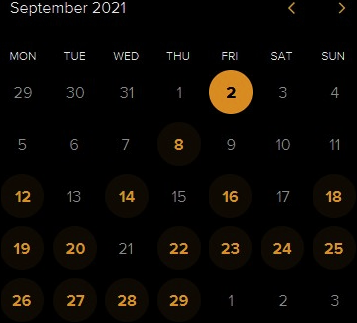 September 2021
MON TUE WED THU FRI SAT SUN
29 30 31 1 2 3 4
5 6 7 8 9 10 11
12 13 14 15 16 17 18
19 20 21 22 23 24 25
26 27 28 29 1 2 3